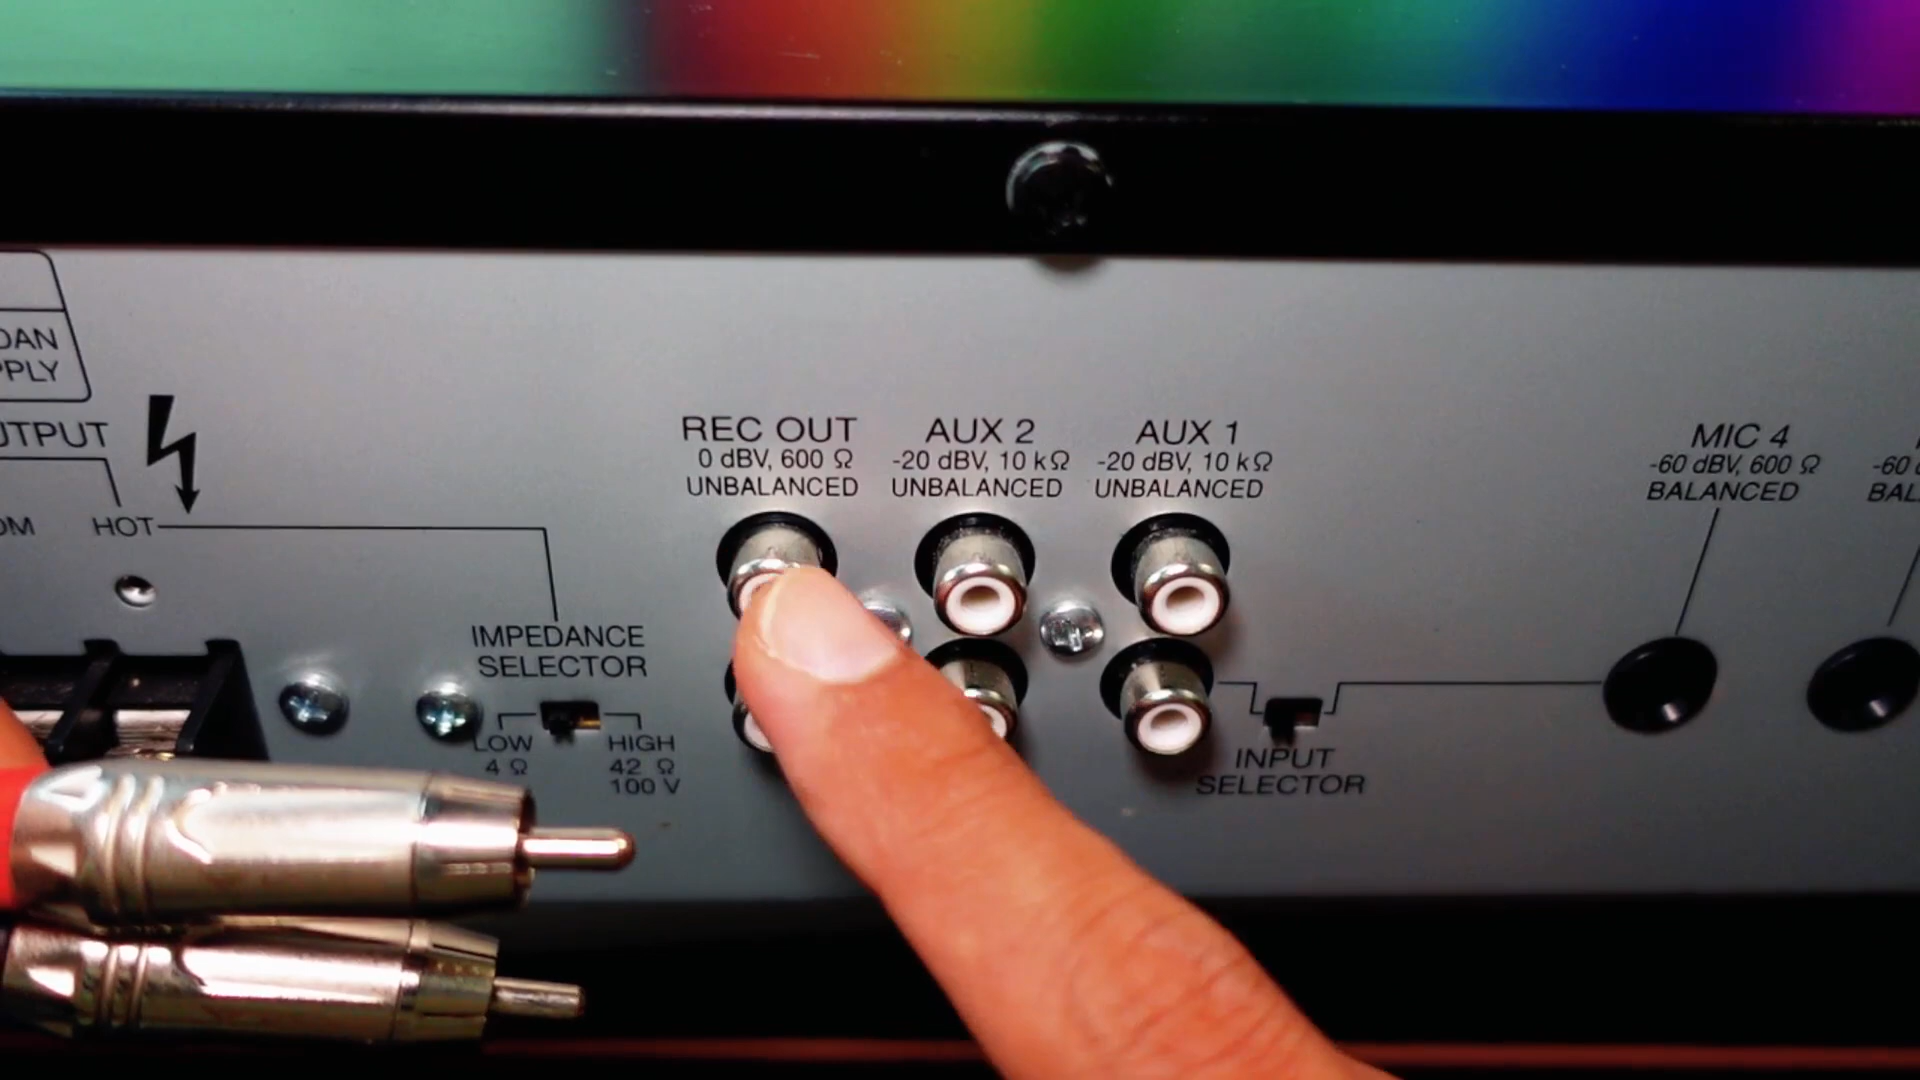 REC OUT
0 dBV, 600 Ω
UNBALANCED
AUX 2
-20 dBV, 10 kΩ
UNBALANCED
AUX 1
-20 dBV, 10 kΩ
UNBALANCED
MIC 4
-60 dBV, 600 Ω
BALANCED
-60
HOT
IMPEDANCE
SELECTOR
LOW
4 Ω
HIGH
42 Ω
100 V
INPUT
SELECTOR